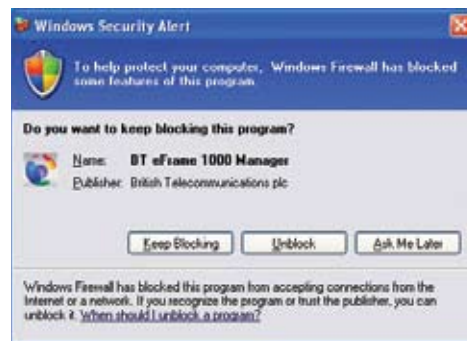 Windows Security Alert
To help protect your computer, Windows Firewall has blocked
some features of this program.
Do you want to keep blocking this program?
Name: BT eFrame 1000 Manager
Publisher: British Telecommunications plc
Keep Blocking Unblock Ask Me Later
Windows Firewall has blocked this program from accepting connections from the
Internet or a network. If you recognize the program or trust the publisher, you can
unblock it. When should I unblock a program?